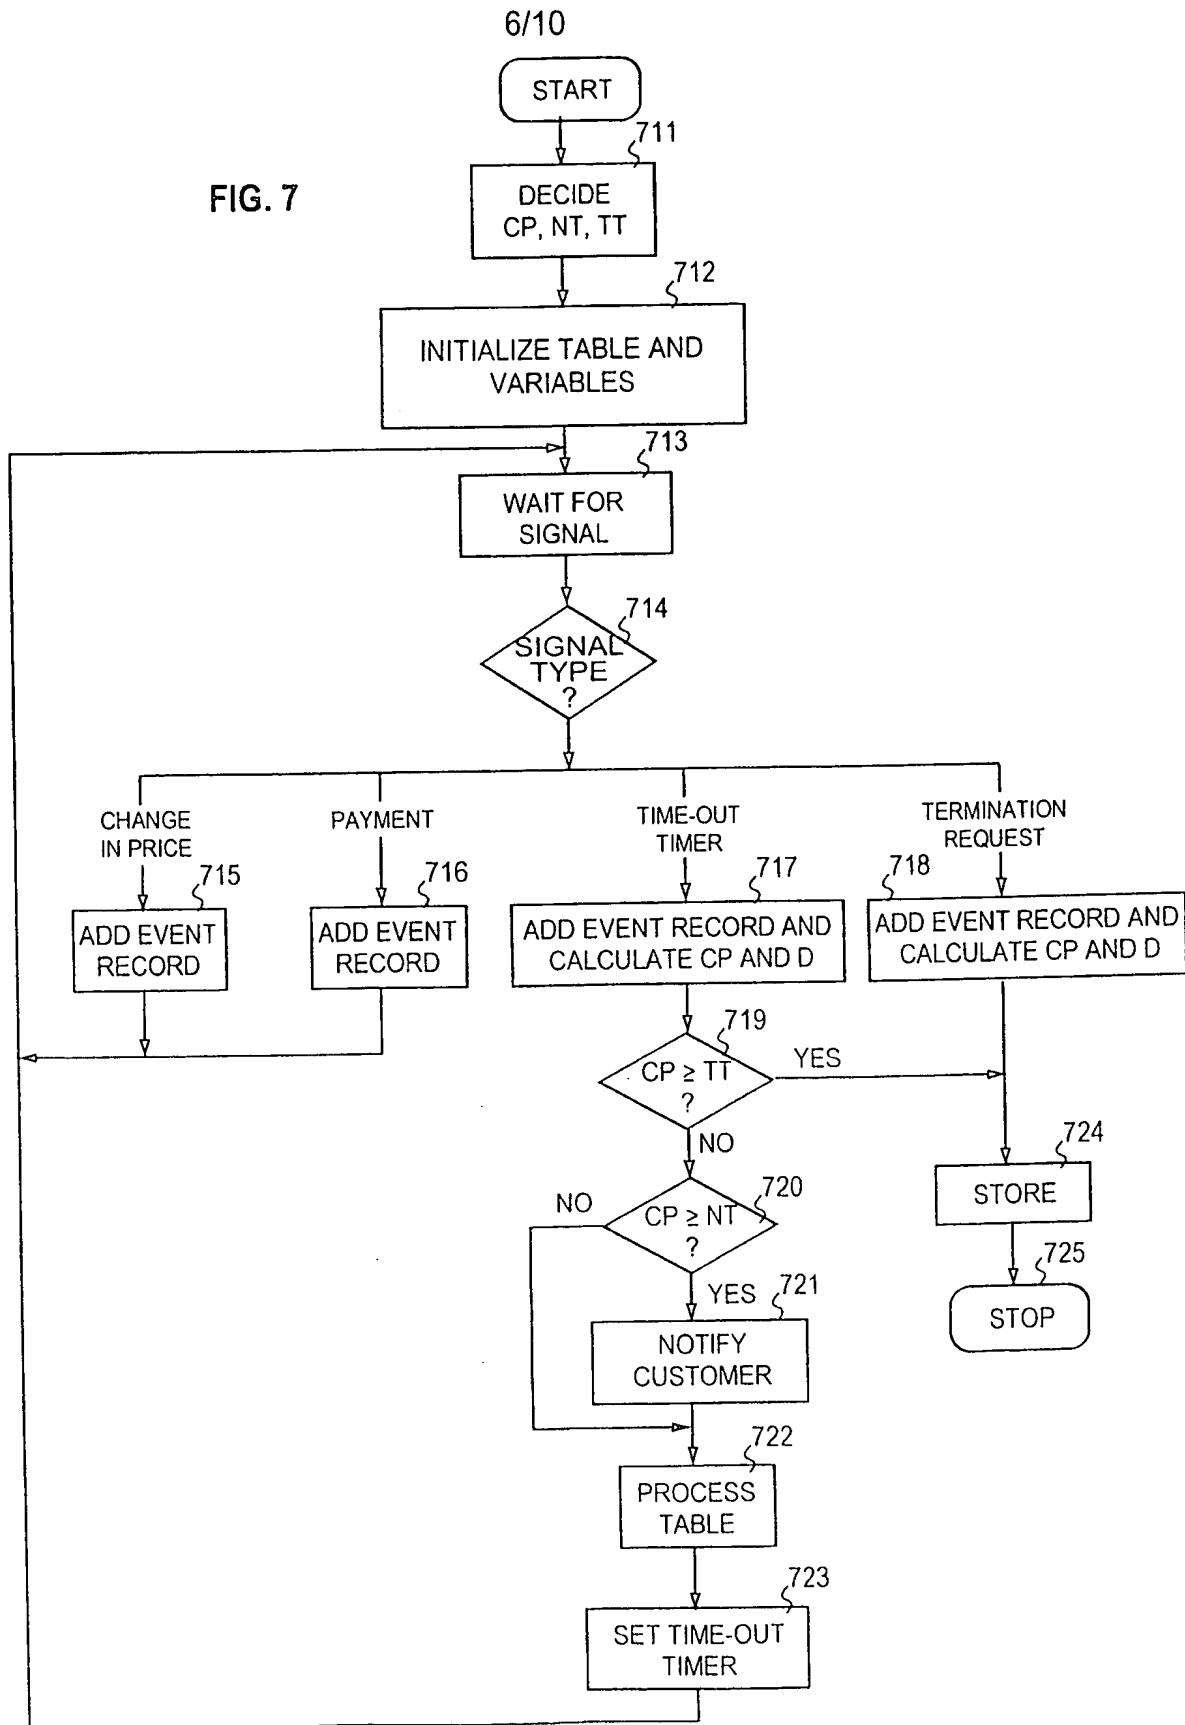 6/10
START
711
FIG. 7
DECIDE
CP, NT, TT
712
INITIALIZE TABLE AND
VARIABLES
713
WAIT FOR
SIGNAL
714
SIGNAL
TYPE
?
CHANGE
IN PRICE
PAYMENT
TIME-OUT
TIMER
TERMINATION
REQUEST
715
716
717
718
ADD EVENT
RECORD
ADD EVENT
RECORD
ADD EVENT RECORD AND
CALCULATE CP AND D
ADD EVENT RECORD AND
CALCULATE CP AND D
719
CP ≥ TT
?
YES
NO
724
STORE
720
NO
CP ≥ NT
?
725
STOP
YES
721
NOTIFY
CUSTOMER
722
PROCESS
TABLE
723
SET TIME-OUT
TIMER